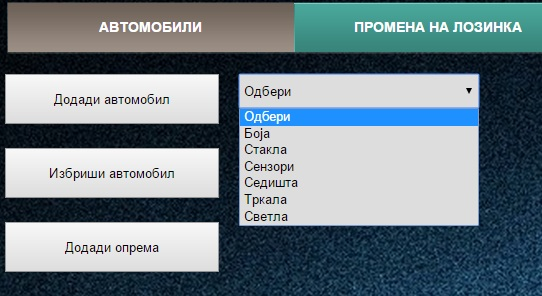 АВТОМОБИЛИ
ПРОМЕНА НА ЛОЗИНКА
Додади автомобил
Избриши автомобил
Додади опрема
Одбери
Одбери
Боја
Стакла
Сензори
Седишта
Тркала
Светла